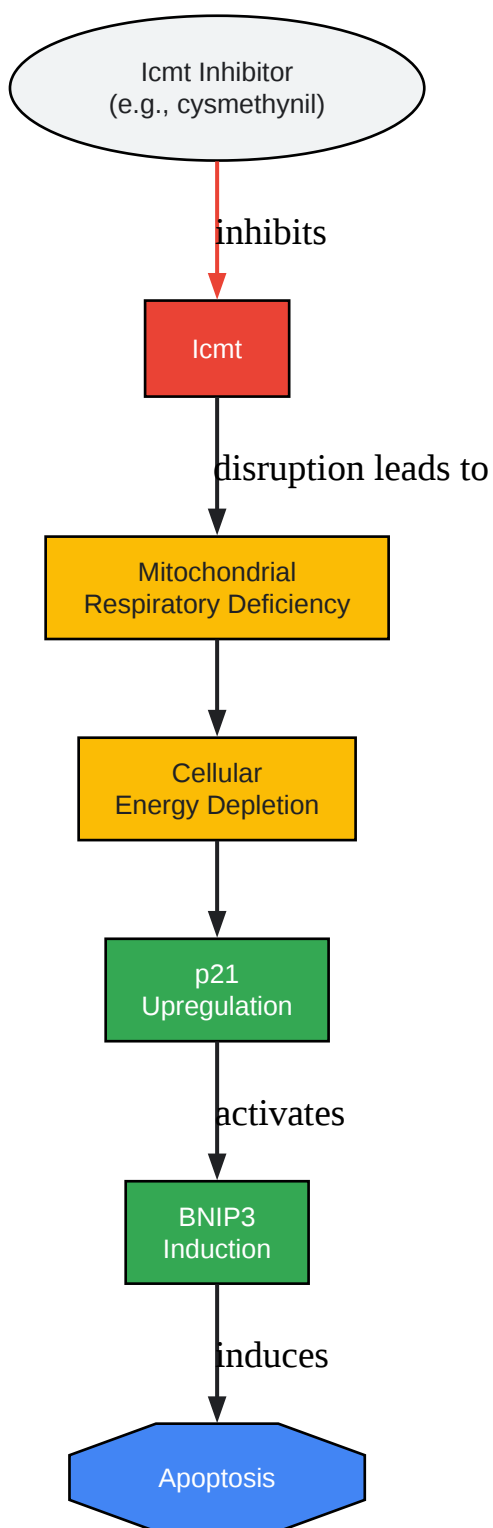 Icmt Inhibitor
(e.g., cysmethynil)
inhibits
Icmt
disruption leads to
Mitochondrial
Respiratory Deficiency
Cellular
Energy Depletion
p21
Upregulation
activates
BNIP3
Induction
induces
Apoptosis